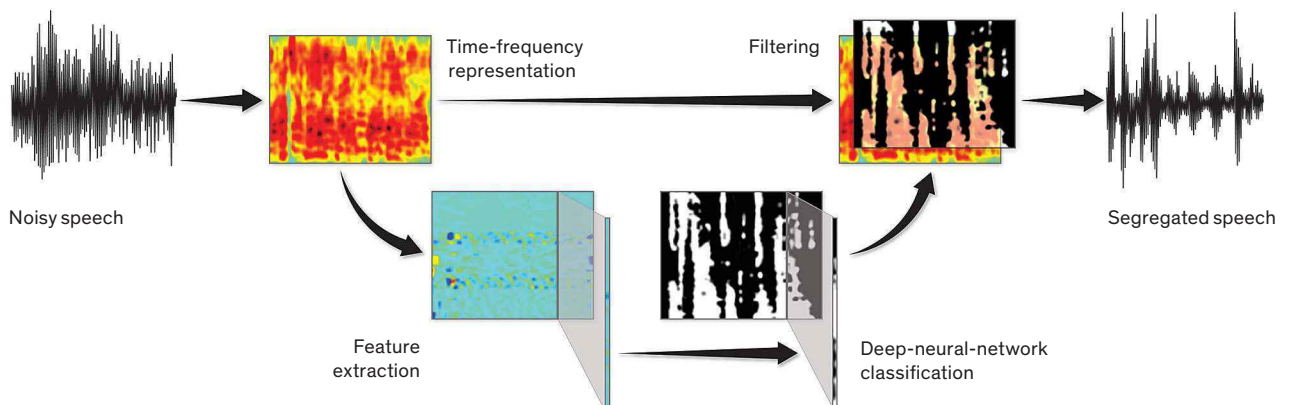 Time-frequency
representation
Filtering
Noisy speech
Segregated speech
Feature
extraction
Deep-neural-network
classification